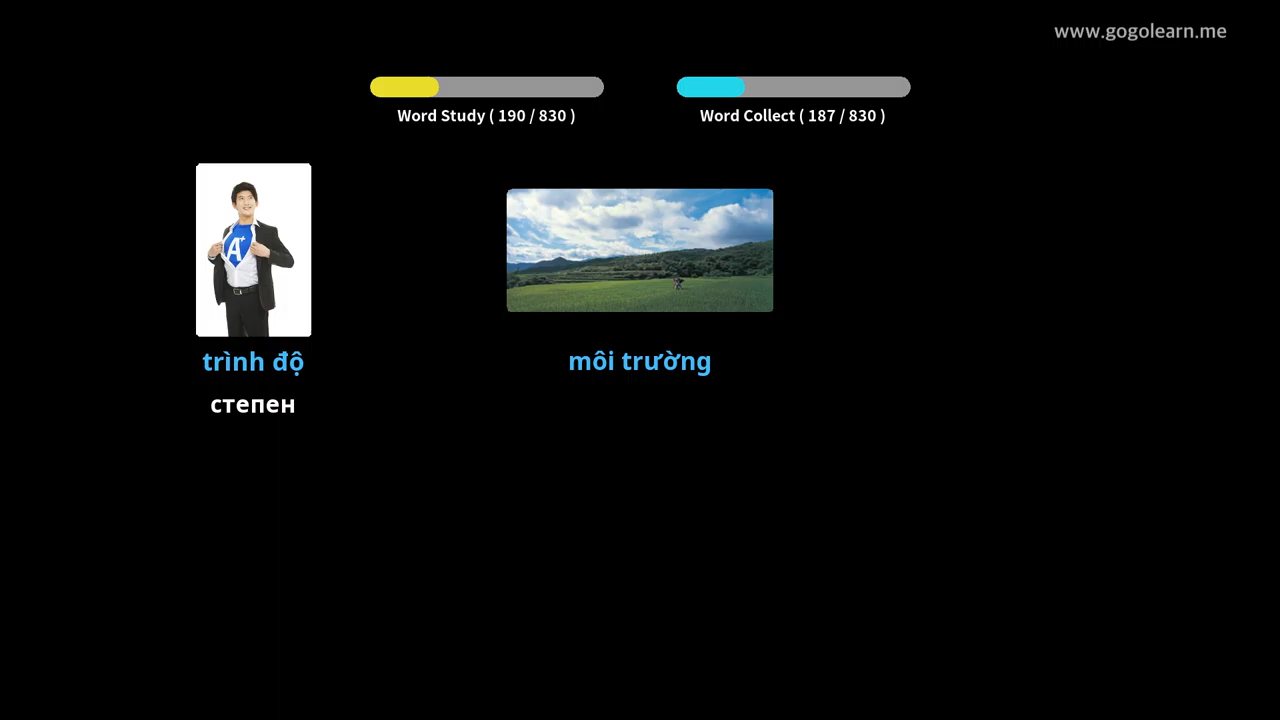 www.gogolearn.me
Word Study ( 190 / 830 )
Word Collect ( 187 / 830 )
A+
trình độ
môi trường
степен